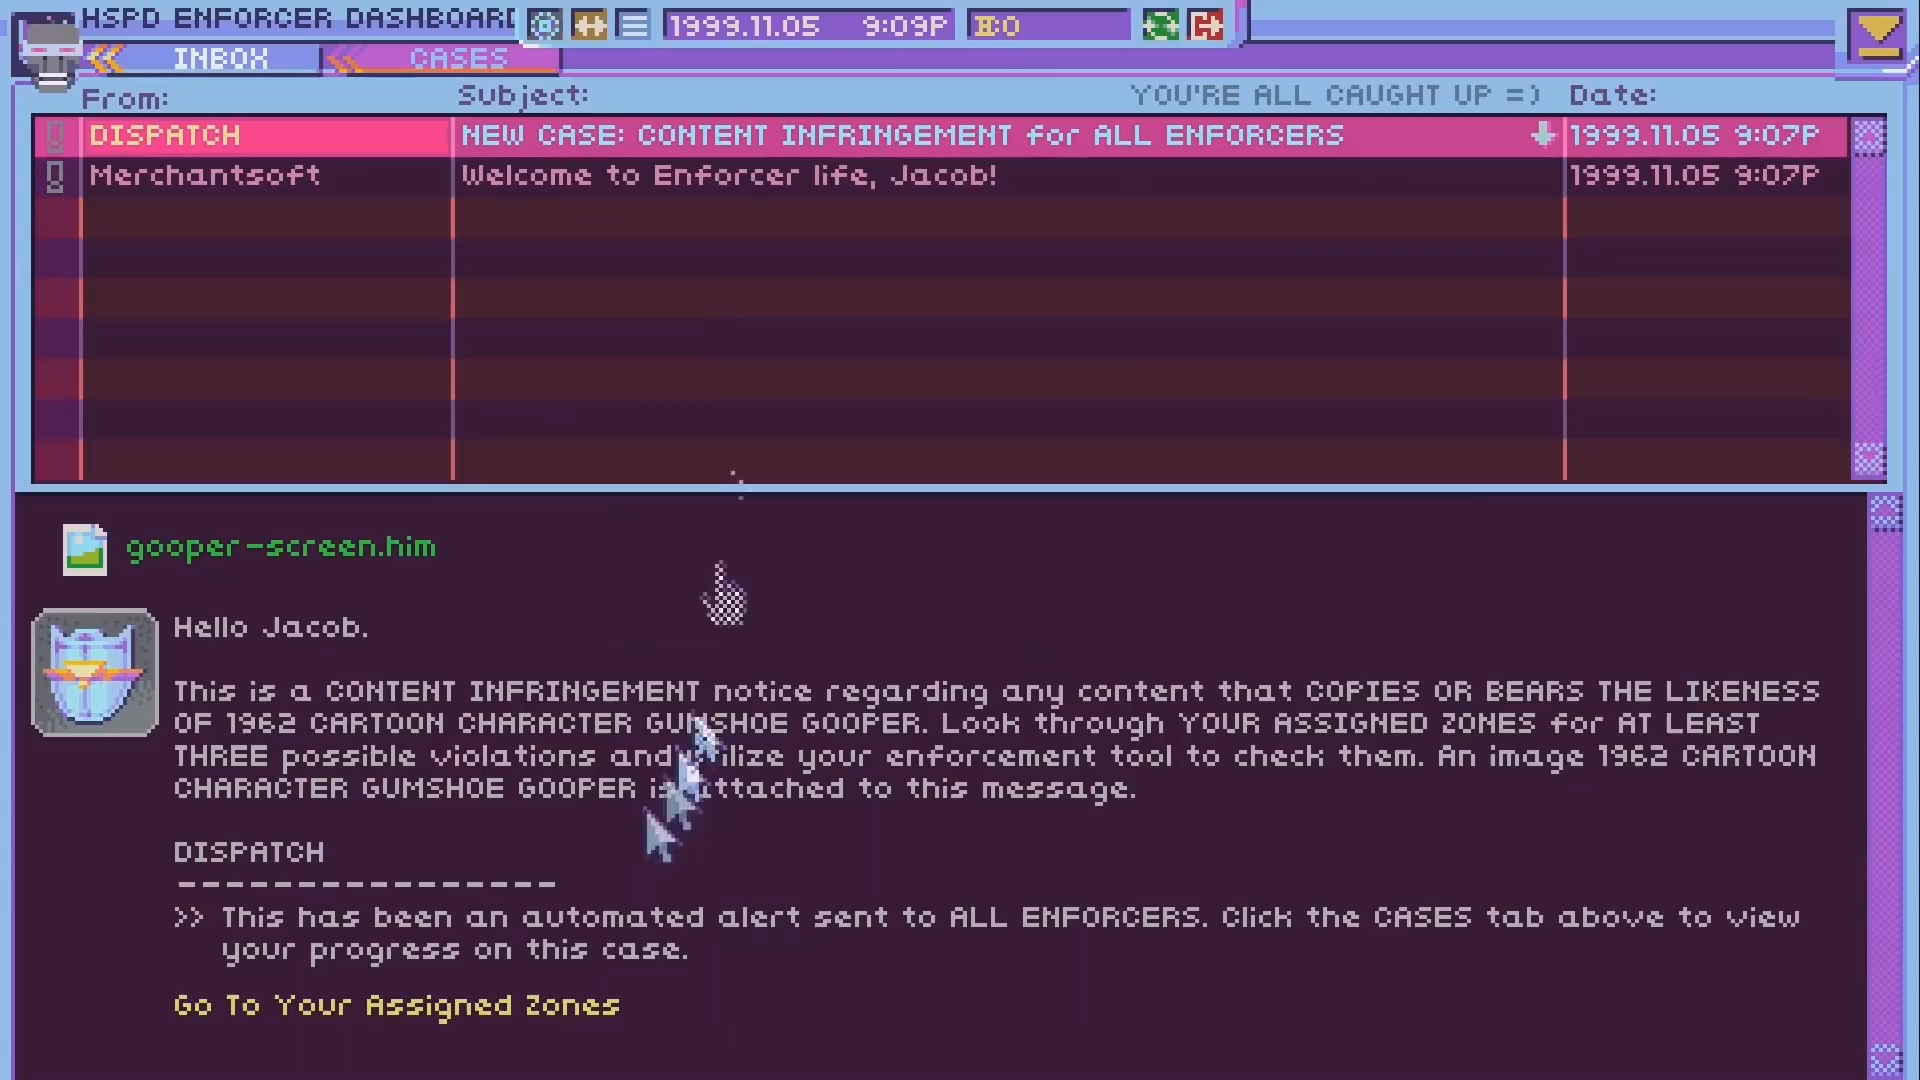 HSPD ENFORCER DASHBOARD
1999.11.05 9:09P
0
INBOX
CASES
From:
Subject:
YOU'RE ALL CAUGHT UP =)
Date:
DISPATCH
NEW CASE: CONTENT INFRINGEMENT for ALL ENFORCERS
1999.11.05 9:07P
Merchantsoft
Welcome to Enforcer life, Jacob!
1999.11.05 9:07P
gooper-screen.him
Hello Jacob.
This is a CONTENT INFRINGEMENT notice regarding any content that COPIES OR BEARS THE LIKENESS
OF 1962 CARTOON CHARACTER GUMSHOE GOOPER. Look through YOUR ASSIGNED ZONES for AT LEAST
THREE possible violations and utilize your enforcement tool to check them. An image 1962 CARTOON
CHARACTER GUMSHOE GOOPER is attached to this message.
DISPATCH
----------------
>> This has been an automated alert sent to ALL ENFORCERS. Click the CASES tab above to view
your progress on this case.
Go To Your Assigned Zones